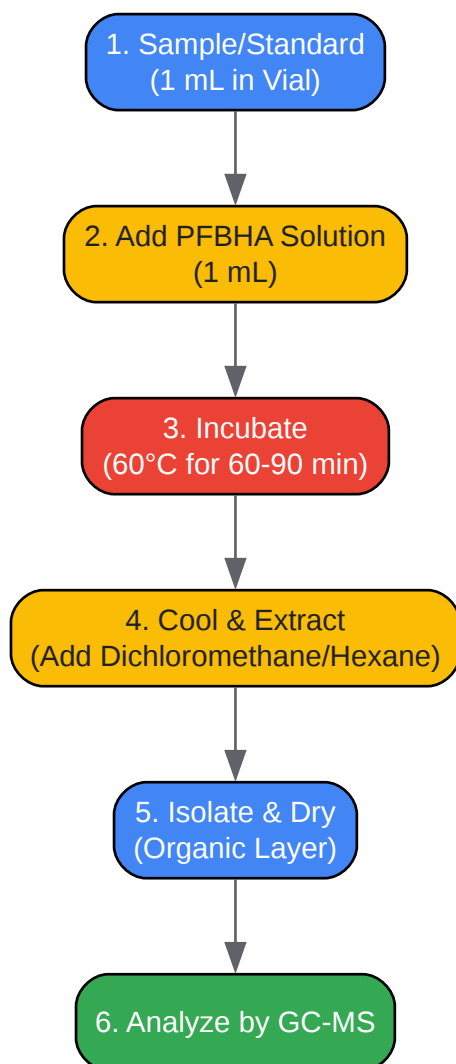 1. Sample/Standard
(1 mL in Vial)
2. Add PFBHA Solution
(1 mL)
3. Incubate
(60°C for 60-90 min)
4. Cool & Extract
(Add Dichloromethane/Hexane)
5. Isolate & Dry
(Organic Layer)
6. Analyze by GC-MS